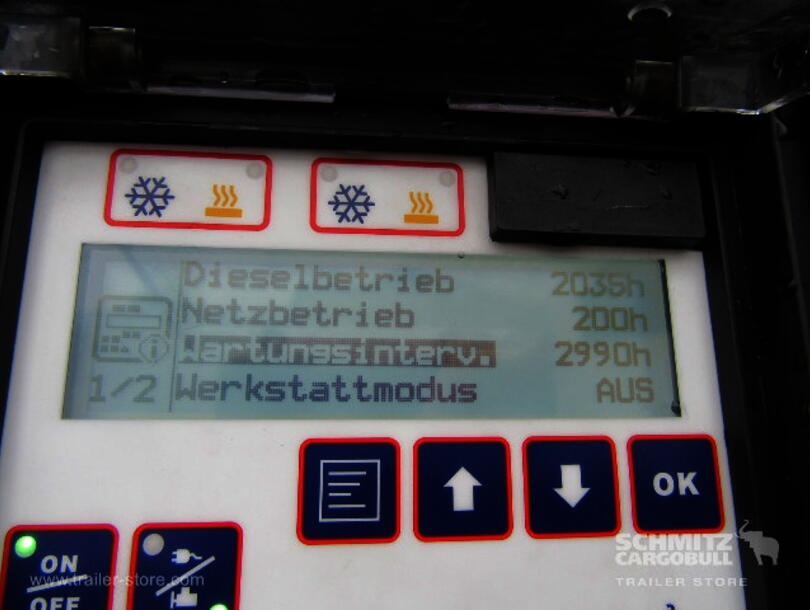 Dieselbetrieb 2035h
Netzbetrieb 200h
Wartungsinterv. 2990h
1/2 Werkstattmodus AUS
OK
ON
OFF
SCHMITZ
CARGOBULL
TRAILER STORE
www.trailer-store.com